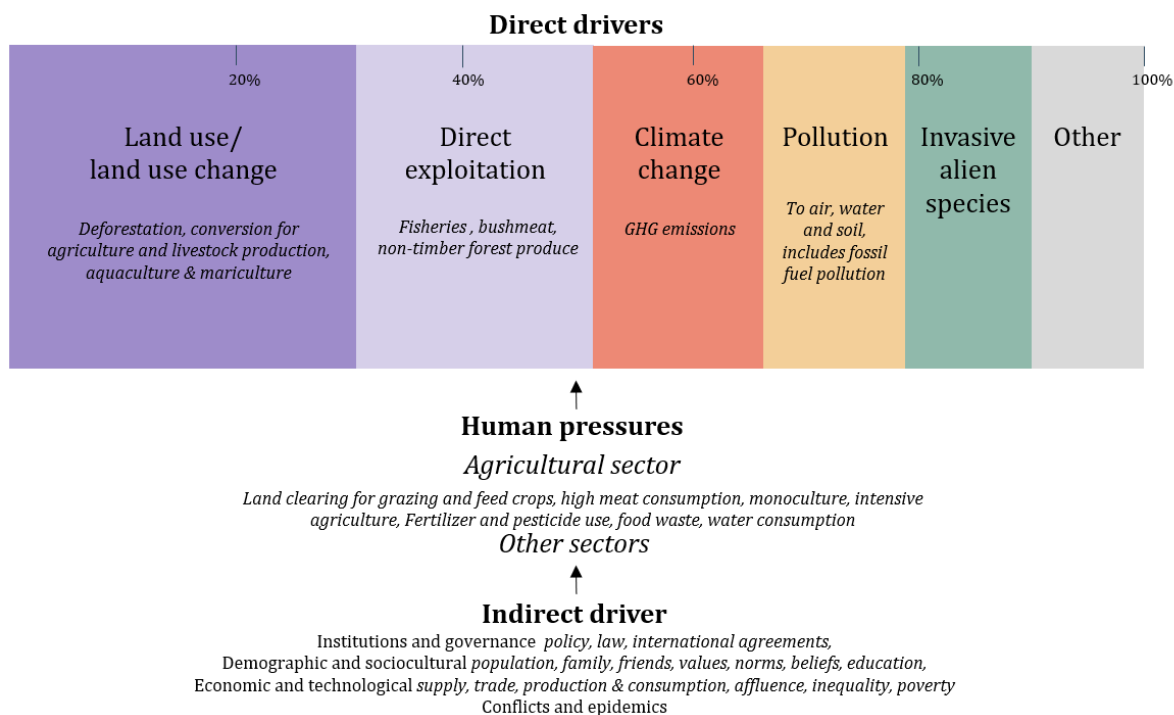 Direct drivers
20%
40%
60%
80%
100%
Land use/
land use change
Deforestation, conversion for
agriculture and livestock production,
aquaculture & mariculture
Direct
exploitation
Fisheries , bushmeat,
non-timber forest produce
Climate
change
GHG emissions
Pollution
To air, water
and soil,
includes fossil
fuel pollution
Invasive
alien
species
Other
Human pressures
Agricultural sector
Land clearing for grazing and feed crops, high meat consumption, monoculture, intensive
agriculture, Fertilizer and pesticide use, food waste, water consumption
Other sectors
Indirect driver
Institutions and governance policy, law, international agreements,
Demographic and sociocultural population, family, friends, values, norms, beliefs, education,
Economic and technological supply, trade, production & consumption, affluence, inequality, poverty
Conflicts and epidemics